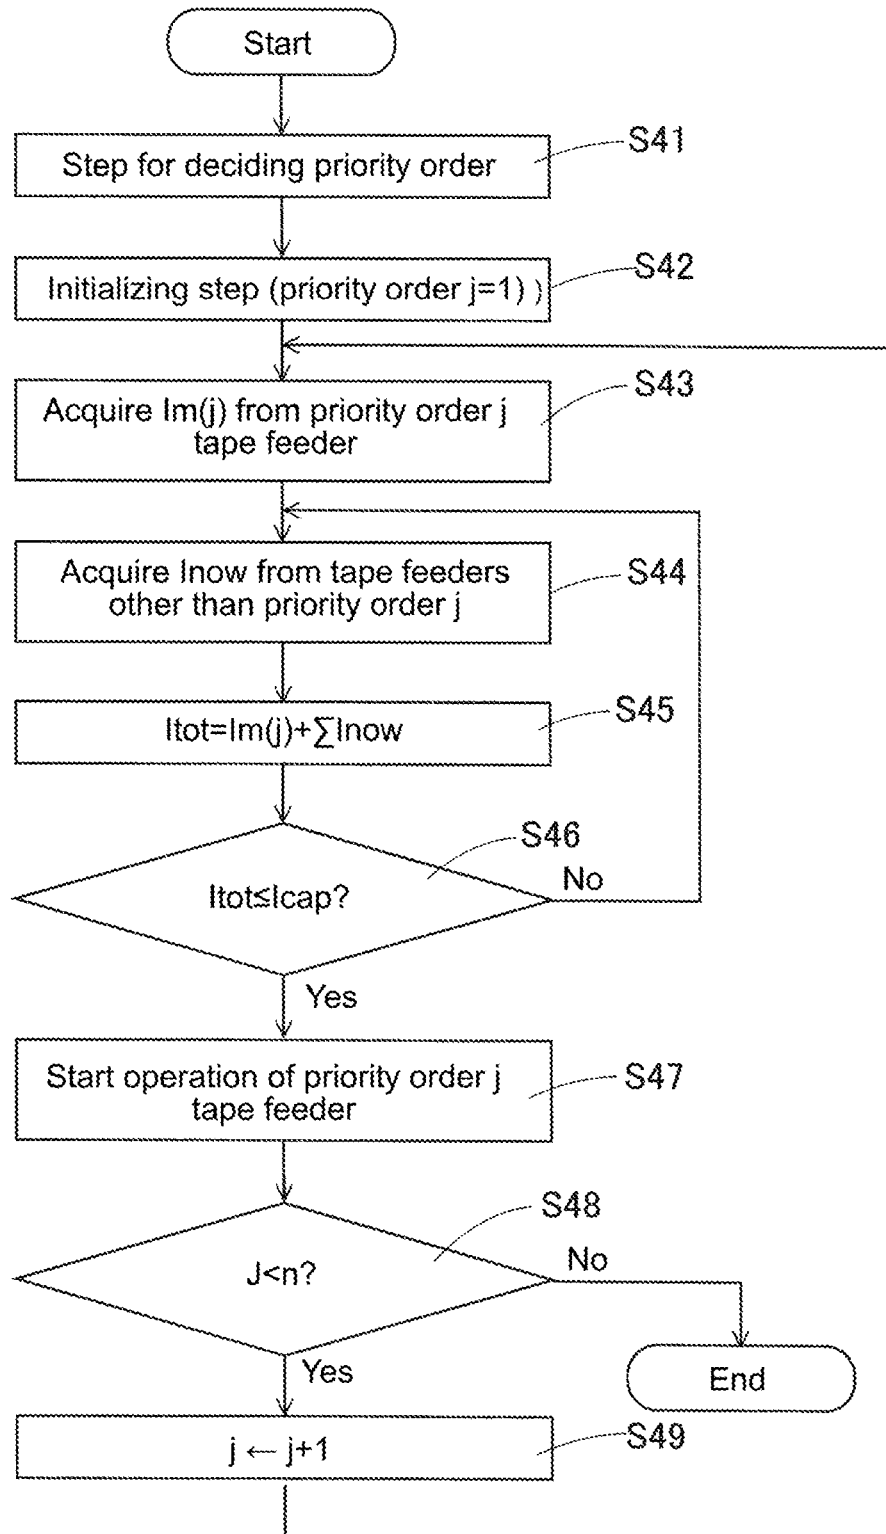 Start
S41
Step for deciding priority order
S42
Initializing step (priority order j=1) )
S43
Acquire Im(j) from priority order j
tape feeder
Acquire Inow from tape feeders
other than priority order j
S44
S45
Itot=Im(j)+∑Inow
S46
Itot≤Icap?
No
Yes
Start operation of priority order j
tape feeder
S47
S48
J<n?
No
Yes
End
S49
j ← j+1